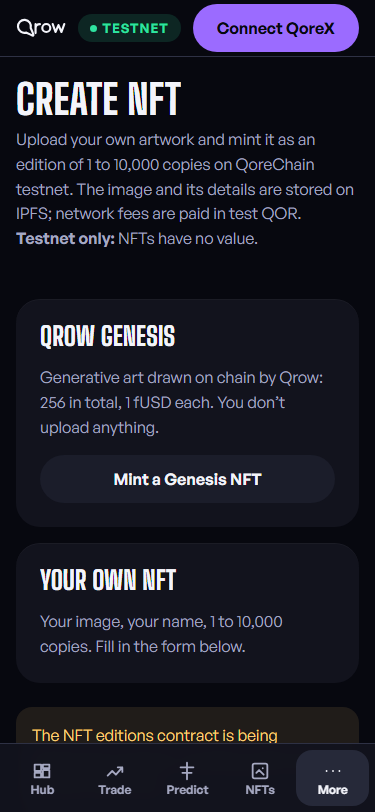 Qrow
TESTNET
Connect QoreX
CREATE NFT
Upload your own artwork and mint it as an
edition of 1 to 10,000 copies on QoreChain
testnet. The image and its details are stored on
IPFS; network fees are paid in test QOR.
Testnet only: NFTs have no value.
QROW GENESIS
Generative art drawn on chain by Qrow:
256 in total, 1 fUSD each. You don't
upload anything.
Mint a Genesis NFT
YOUR OWN NFT
Your image, your name, 1 to 10,000
copies. Fill in the form below.
The NFT editions contract is being
Hub
Trade
Predict
NFTs
More